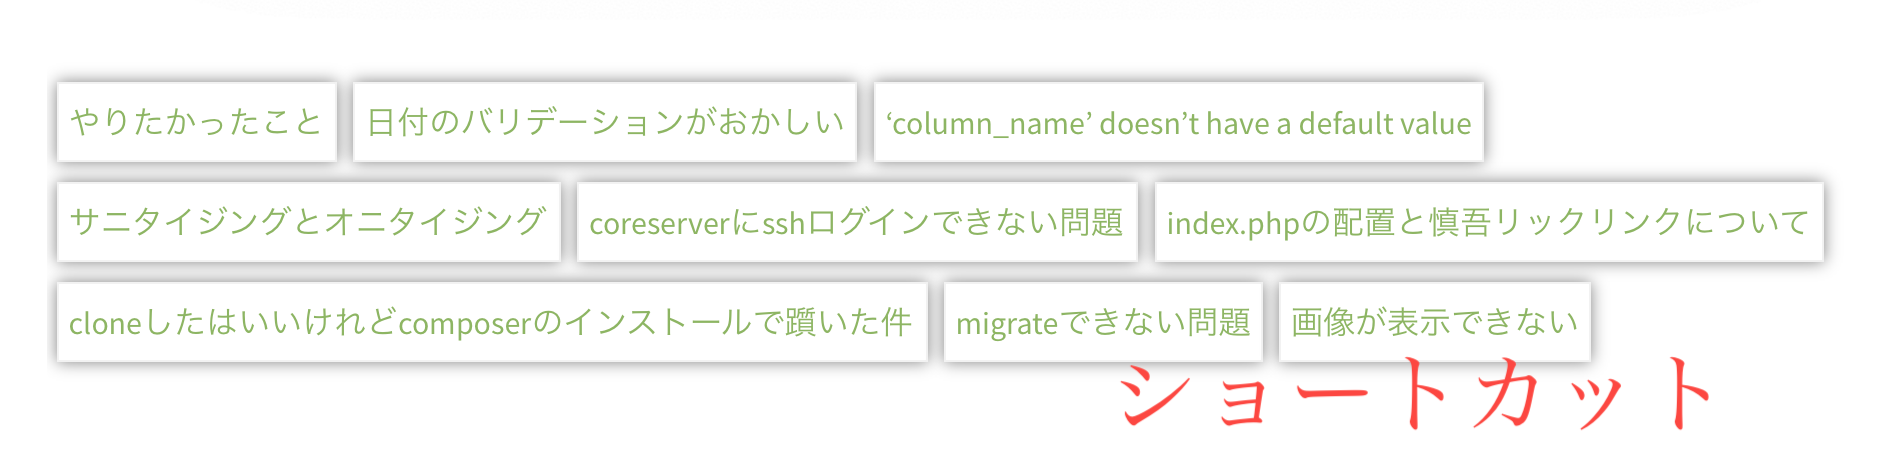 やりたかったこと 日付のバリデーションがおかしい ‘column_name’ doesn’t have a default value
サニタイジングとオニタイジング coreserverにsshログインできない問題 index.phpの配置と慎吾リックリンクについて
cloneしたはいいけれどcomposerのインストールで躓いた件 migrateできない問題 画像が表示できない
ショートカット